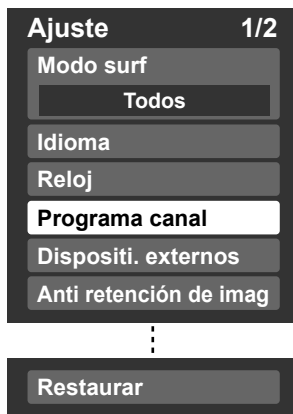 Ajuste 1/2
Modo surf
Todos
Idioma
Reloj
Programa canal
Dispositi. externos
Anti retención de imag
Restaurar